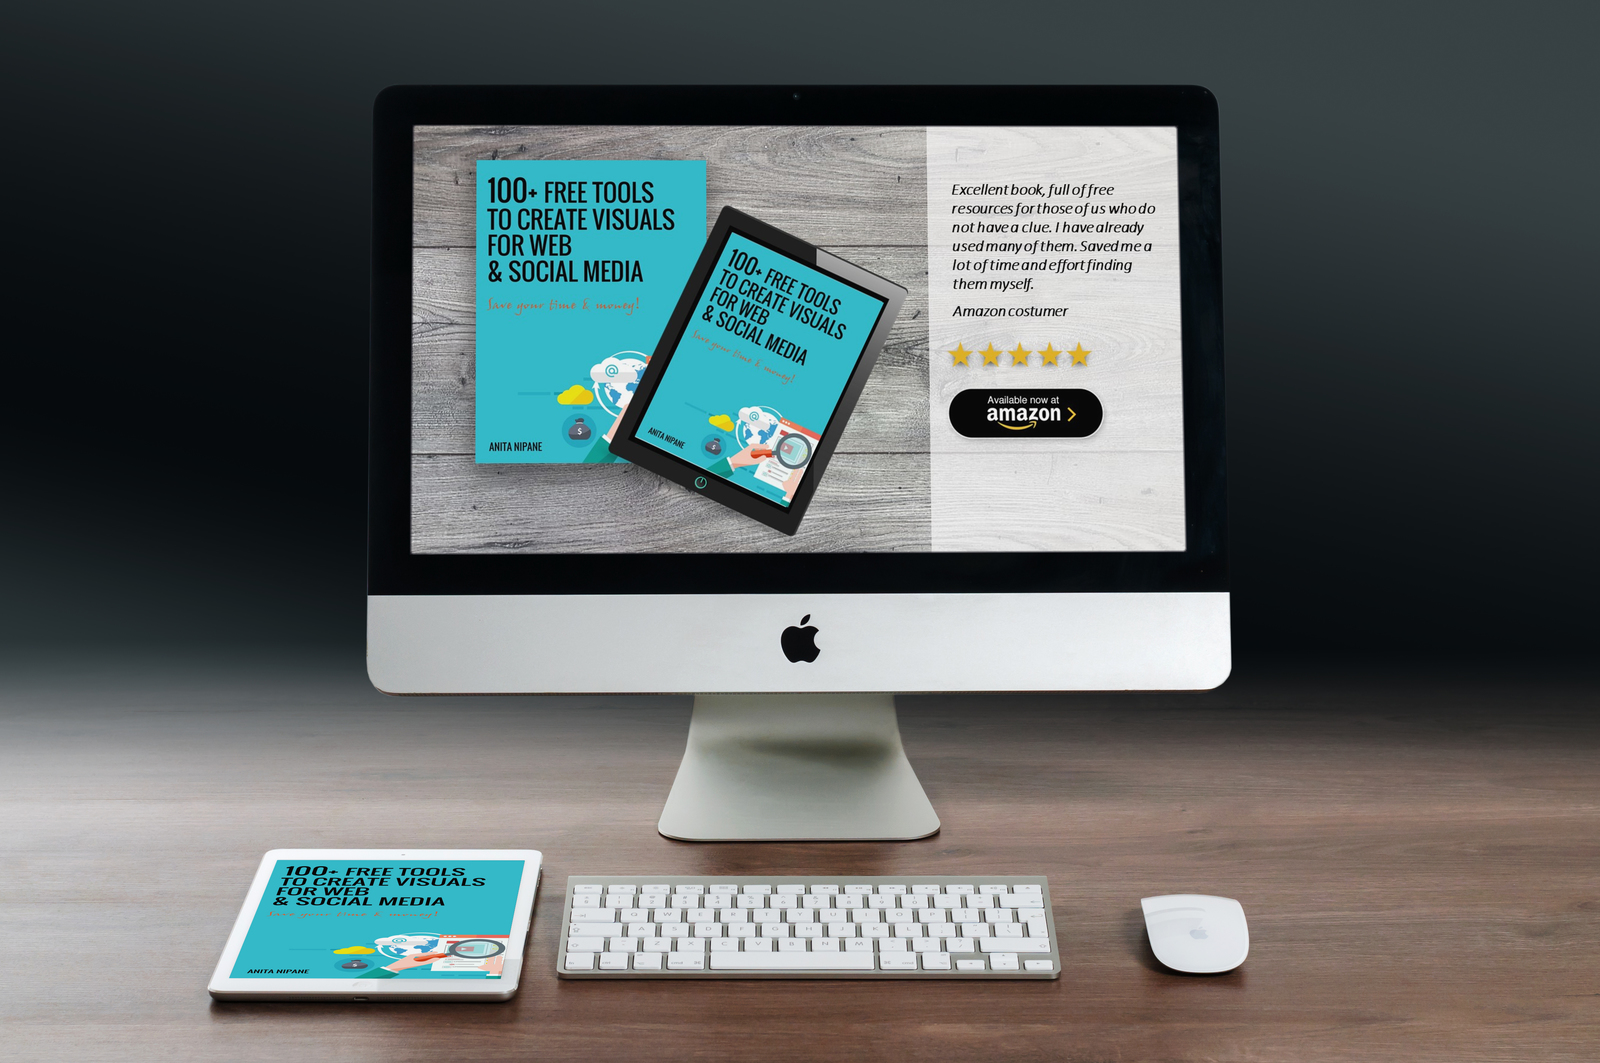 100+ FREE TOOLS
TO CREATE VISUALS
FOR WEB
& SOCIAL MEDIA
Save your time & money!
ANITA NIPANE
100+ FREE TOOLS
TO CREATE VISUALS
FOR WEB
& SOCIAL MEDIA
Save your time & money!
ANITA NIPANE
Excellent book, full of free
resources for those of us who do
not have a clue. I have already
used many of them. Saved me a
lot of time and effort finding
them myself.
Amazon costumer
Available now at
amazon
100+ FREE TOOLS
TO CREATE VISUALS
FOR WEB
& SOCIAL MEDIA
Save your time & money!
ANITA NIPANE